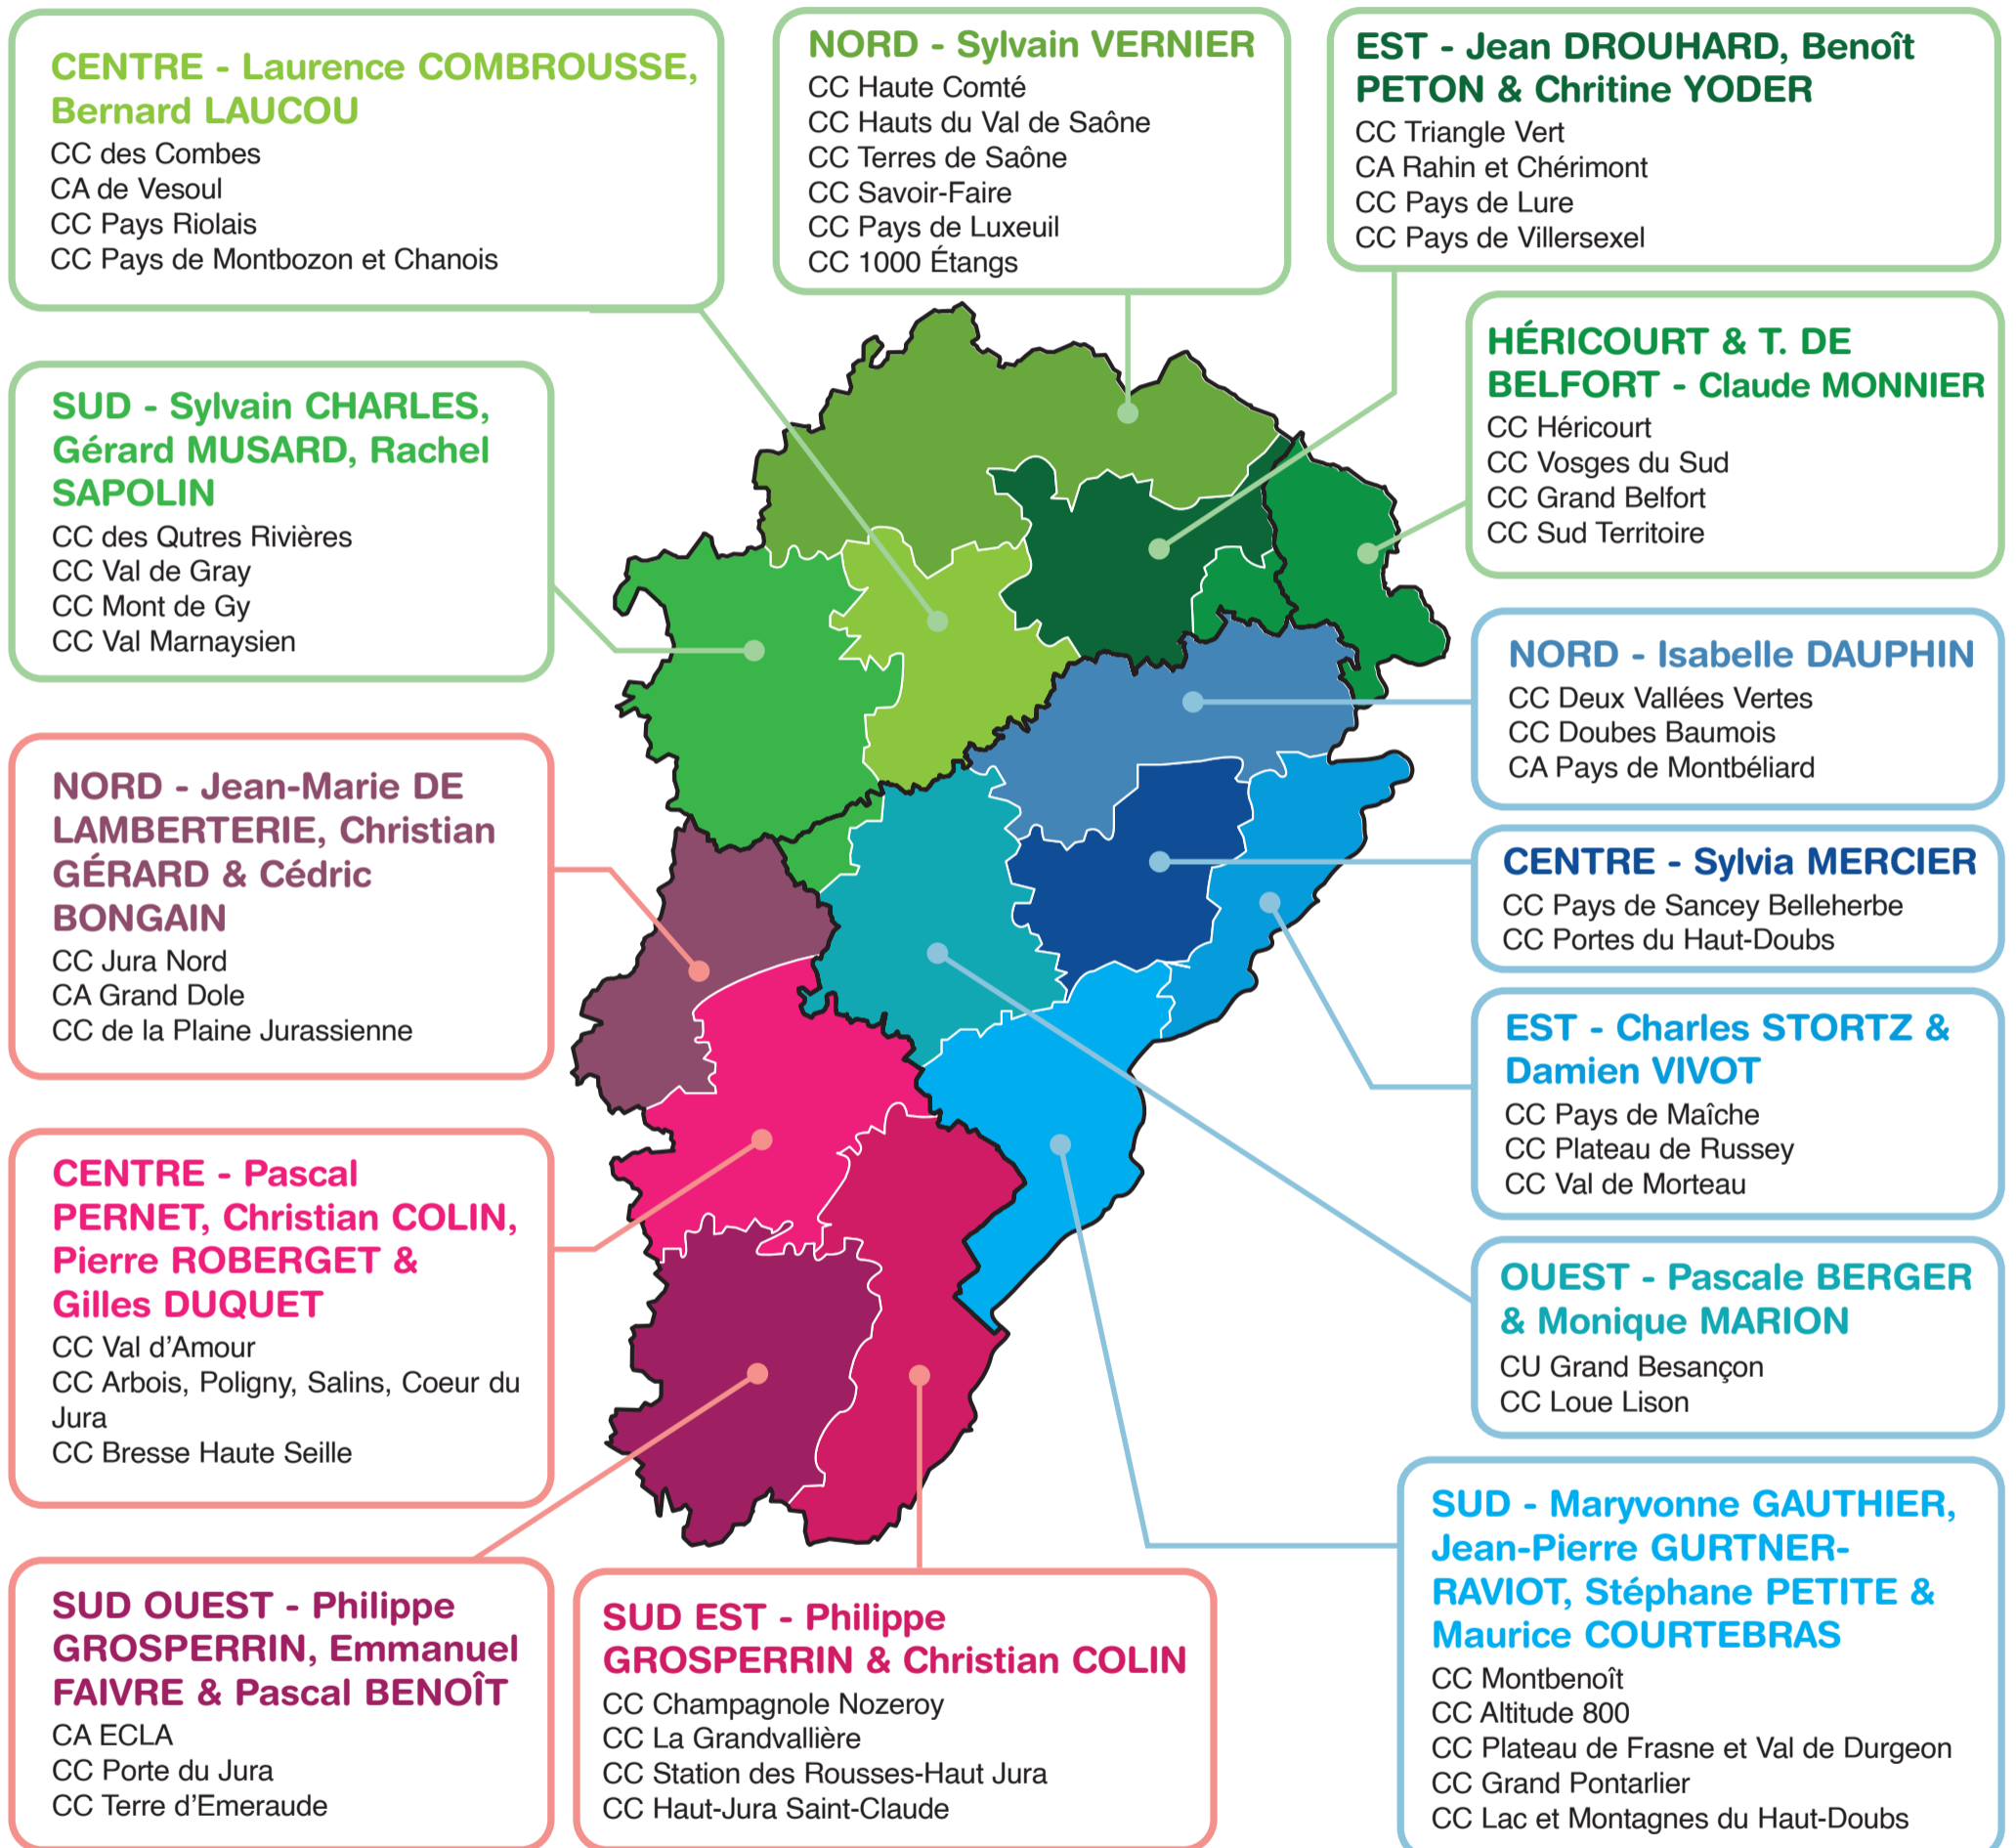 CENTRE - Laurence COMBROUSSE,
Bernard LAUCOU
CC des Combes
CA de Vesoul
CC Pays Riolais
CC Pays de Montbozon et Chanois
NORD - Sylvain VERNIER
CC Haute Comté
CC Hauts du Val de Saône
CC Terres de Saône
CC Savoir-Faire
CC Pays de Luxeuil
CC 1000 Étangs
EST - Jean DROUHARD, Benoît
PETON & Chritine YODER
CC Triangle Vert
CA Rahin et Chérimont
CC Pays de Lure
CC Pays de Villersexel
HÉRICOURT & T. DE
BELFORT - Claude MONNIER
CC Héricourt
CC Vosges du Sud
CC Grand Belfort
CC Sud Territoire
SUD - Sylvain CHARLES,
Gérard MUSARD, Rachel
SAPOLIN
CC des Qutres Rivières
CC Val de Gray
CC Mont de Gy
CC Val Marnaysien
NORD - Isabelle DAUPHIN
CC Deux Vallées Vertes
CC Doubes Baumois
CA Pays de Montbéliard
NORD - Jean-Marie DE
LAMBERTERIE, Christian
GÉRARD & Cédric
BONGAIN
CC Jura Nord
CA Grand Dole
CC de la Plaine Jurassienne
CENTRE - Sylvia MERCIER
CC Pays de Sancey Belleherbe
CC Portes du Haut-Doubs
EST - Charles STORTZ &
Damien VIVOT
CC Pays de Maîche
CC Plateau de Russey
CC Val de Morteau
CENTRE - Pascal
PERNET, Christian COLIN,
Pierre ROBERGET &
Gilles DUQUET
CC Val d'Amour
CC Arbois, Poligny, Salins, Coeur du
Jura
CC Bresse Haute Seille
OUEST - Pascale BERGER
& Monique MARION
CU Grand Besançon
CC Loue Lison
SUD OUEST - Philippe
GROSPERRIN, Emmanuel
FAIVRE & Pascal BENOÎT
CA ECLA
CC Porte du Jura
CC Terre d'Emeraude
SUD EST - Philippe
GROSPERRIN & Christian COLIN
CC Champagnole Nozeroy
CC La Grandvallière
CC Station des Rousses-Haut Jura
CC Haut-Jura Saint-Claude
SUD - Maryvonne GAUTHIER,
Jean-Pierre GURTNER-
RAVIOT, Stéphane PETITE &
Maurice COURTEBRAS
CC Montbenoît
CC Altitude 800
CC Plateau de Frasne et Val de Durgeon
CC Grand Pontarlier
CC Lac et Montagnes du Haut-Doubs